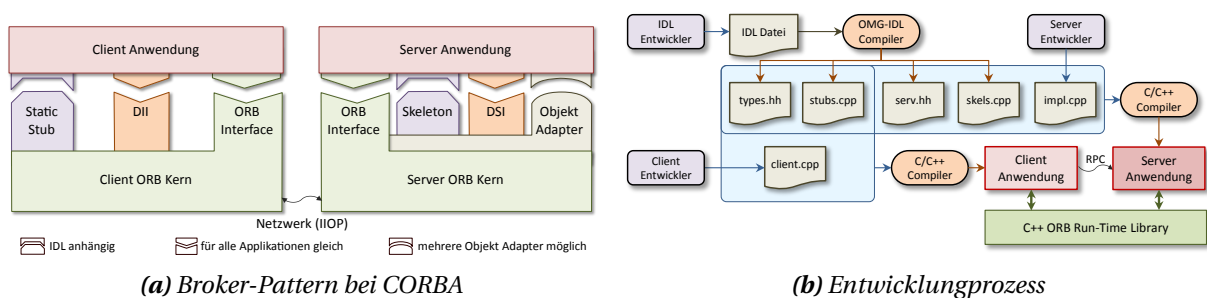 Client Anwendung
Server Anwendung
Static
Stub
DII
ORB
Interface
ORB
Interface
Skeleton
DSI
Objekt
Adapter
Client ORB Kern
Server ORB Kern
Netzwerk (IIOP)
IDL anhängig
für alle Applikationen gleich
mehrere Objekt Adapter möglich
(a) Broker-Pattern bei CORBA
IDL
Entwickler
IDL Datei
OMG-IDL
Compiler
Server
Entwickler
types.hh
stubs.cpp
serv.hh
skels.cpp
impl.cpp
C/C++
Compiler
Client
Entwickler
client.cpp
C/C++
Compiler
Client
Anwendung
RPC
Server
Anwendung
C++ ORB Run-Time Library
(b) Entwicklungprozess